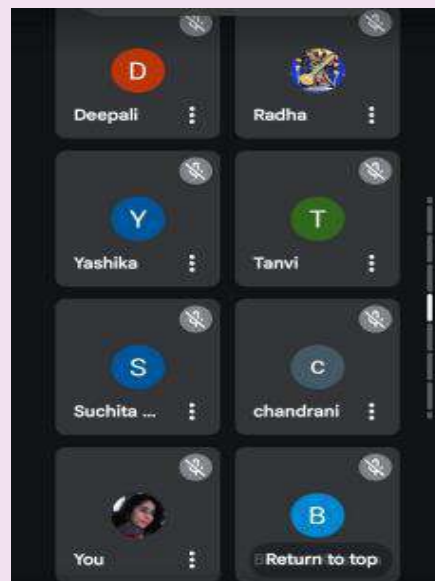 D
Deepali
Radha
Y
Yashika
T
Tanvi
S
Suchita ...
c
chandrani
You
B
Return to top